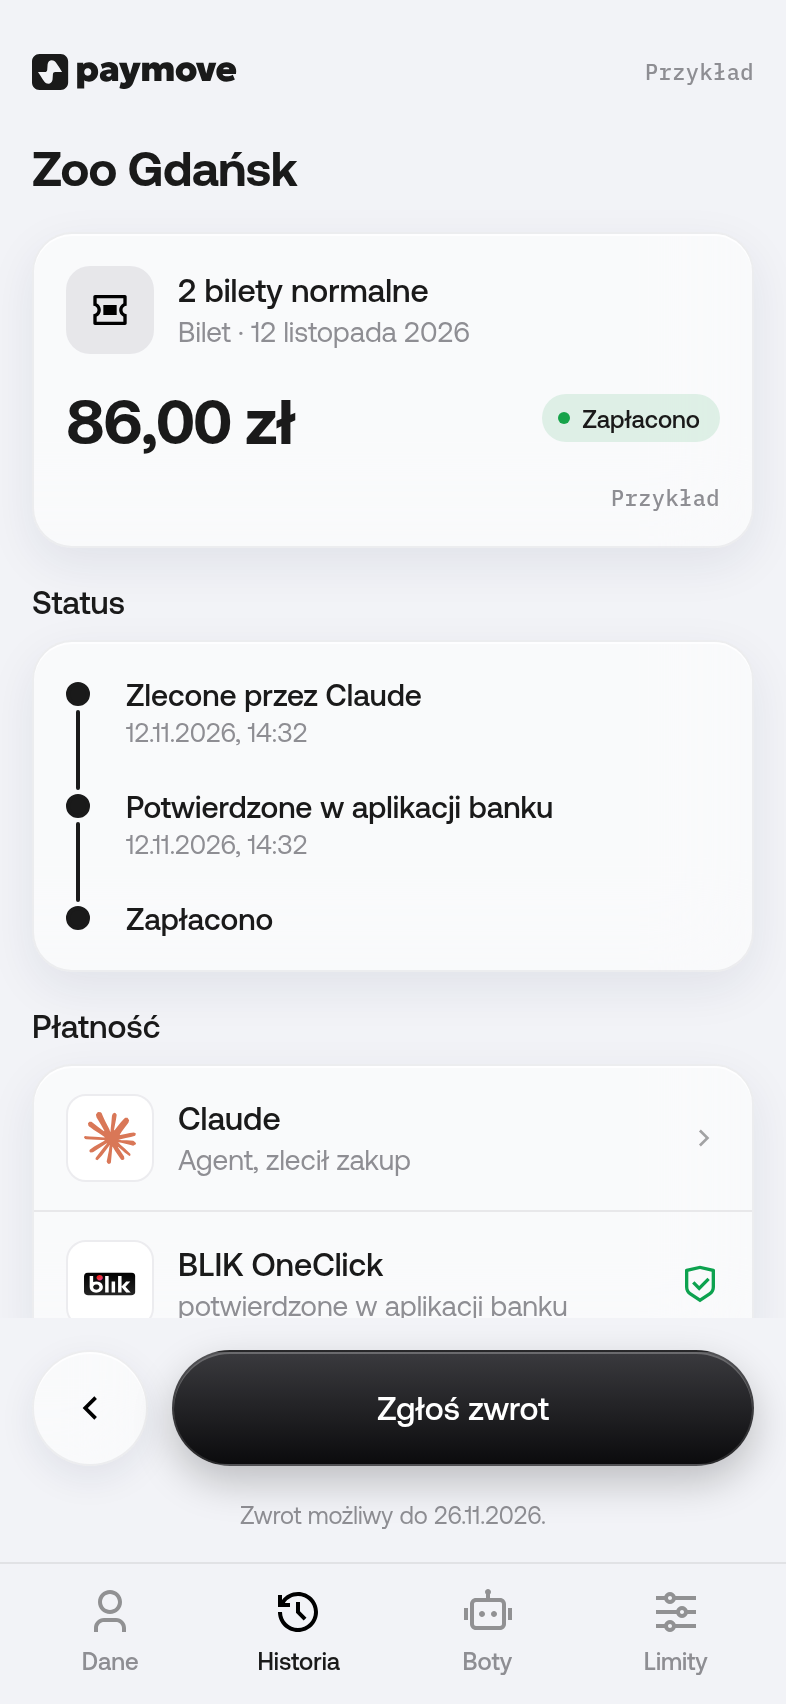 paymove
Przykład
Zoo Gdańsk
2 bilety normalne
Bilet · 12 listopada 2026
86,00 zł
Zapłacono
Przykład
Status
Zlecone przez Claude
12.11.2026, 14:32
Potwierdzone w aplikacji banku
12.11.2026, 14:32
Zapłacono
Płatność
Claude
Agent, zlecił zakup
blik
BLIK OneClick
potwierdzone w aplikacji banku
Zgłoś zwrot
Zwrot możliwy do 26.11.2026.
Dane
Historia
Boty
Limity